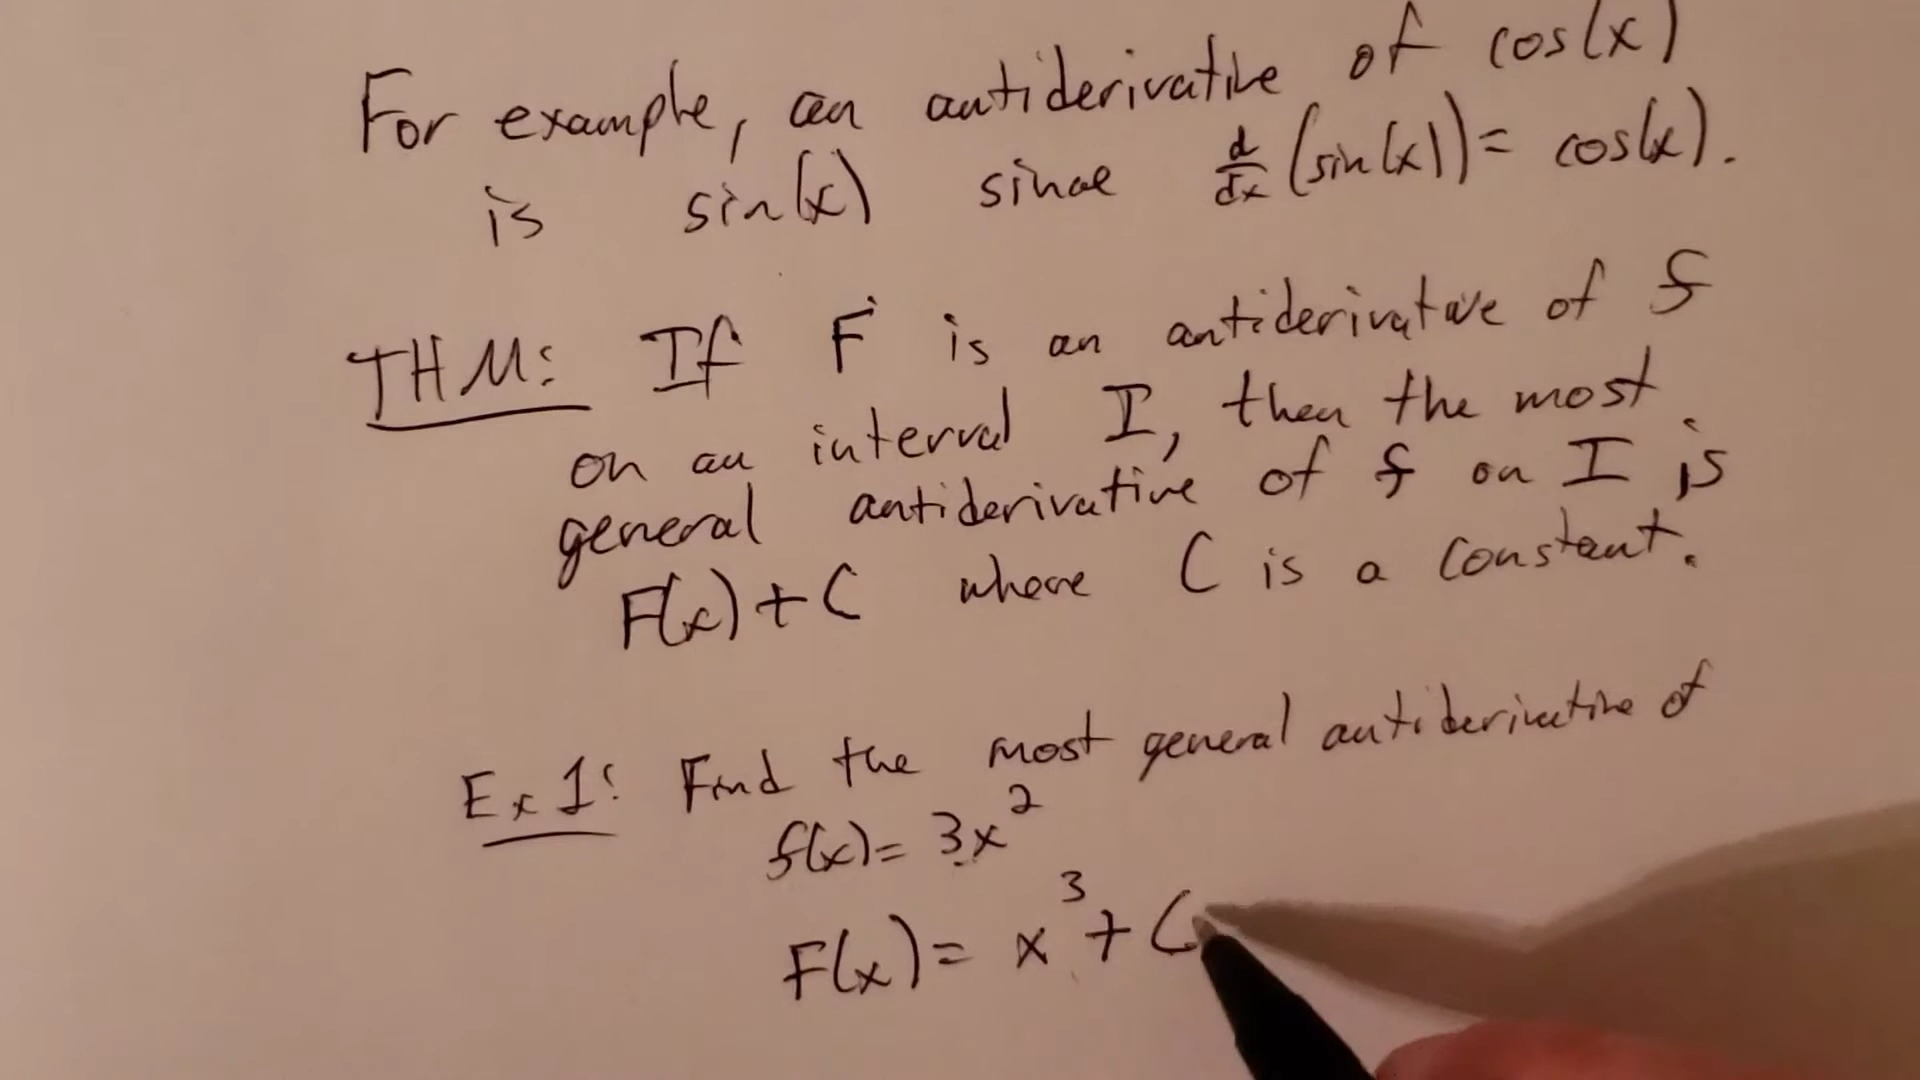 For example, an antiderivative of cos(x)
is sin(x) since d/dx (sin(x)) = cos(x).
THM: If F is an antiderivative of f
on an interval I, then the most
general antiderivative of f on I is
F(x) + C where C is a constant.
Ex 1: Find the most general antiderivative of
f(x) = 3x²
F(x) = x³ + C